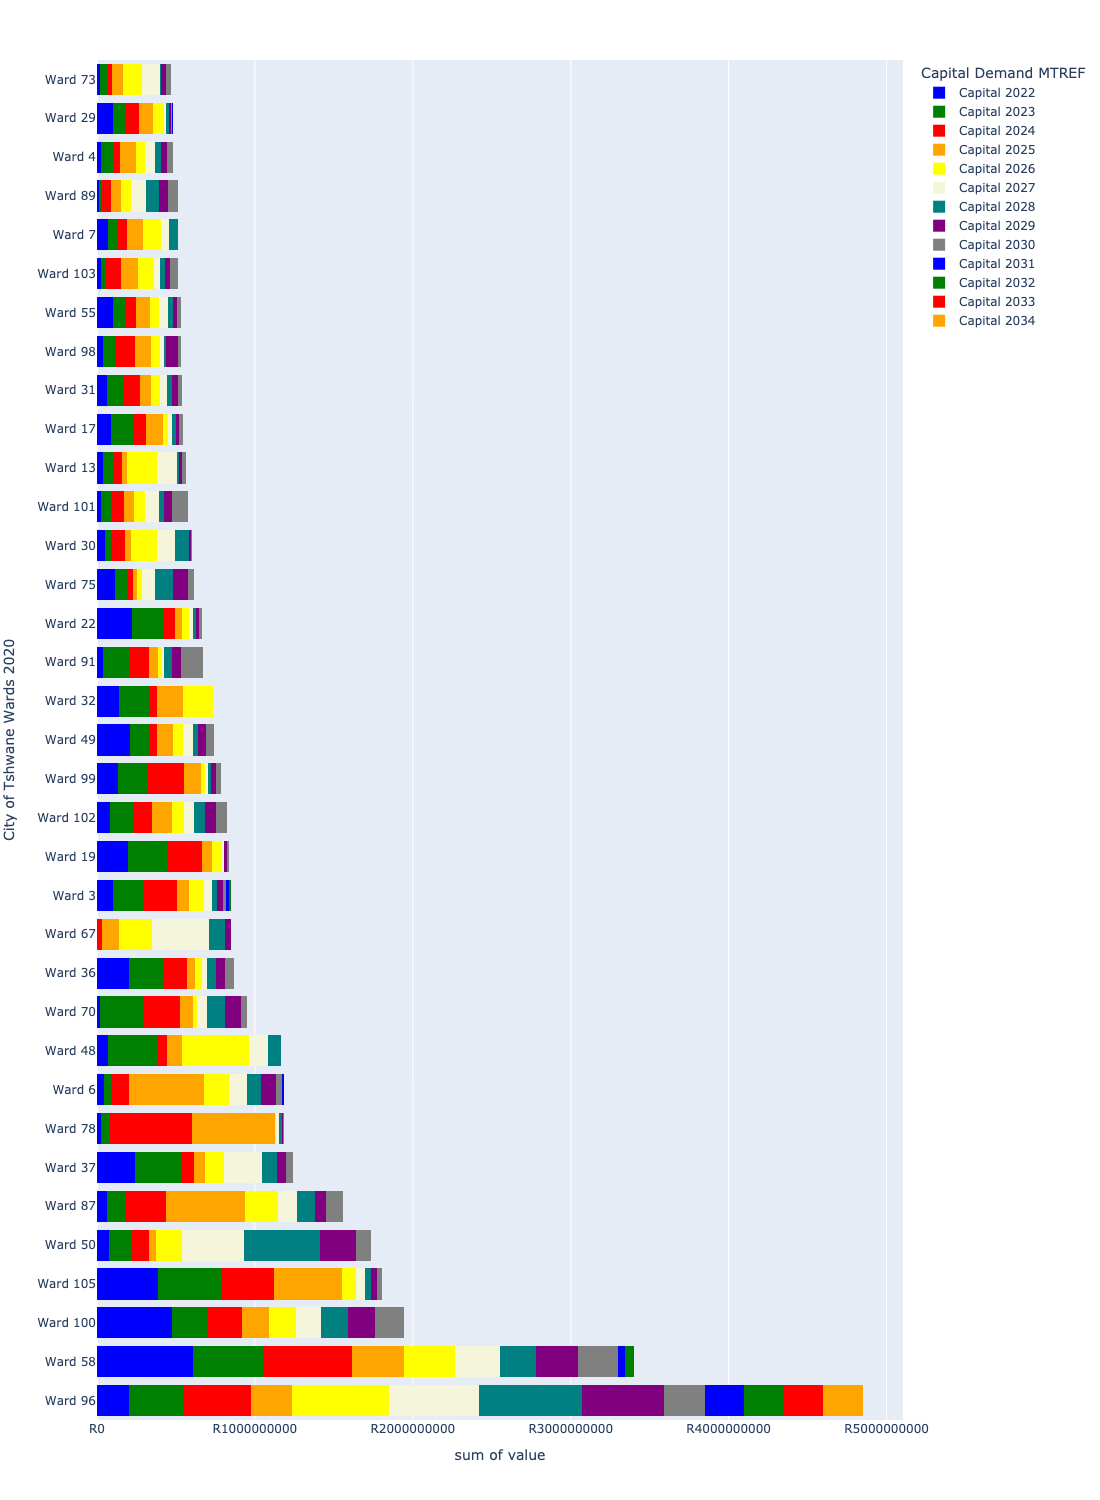 Ward 73
Ward 29
Ward 4
Ward 89
Ward 7
Ward 103
Ward 55
Ward 98
Ward 31
Ward 17
Ward 13
Ward 101
Ward 30
Ward 75
Ward 22
Ward 91
Ward 32
Ward 49
Ward 99
Ward 102
Ward 19
Ward 3
Ward 67
Ward 36
Ward 70
Ward 48
Ward 6
Ward 78
Ward 37
Ward 87
Ward 50
Ward 105
Ward 100
Ward 58
Ward 96
City of Tshwane Wards 2020
R0 R1000000000 R2000000000 R3000000000 R4000000000 R5000000000
sum of value
Capital Demand MTREF
Capital 2022
Capital 2023
Capital 2024
Capital 2025
Capital 2026
Capital 2027
Capital 2028
Capital 2029
Capital 2030
Capital 2031
Capital 2032
Capital 2033
Capital 2034